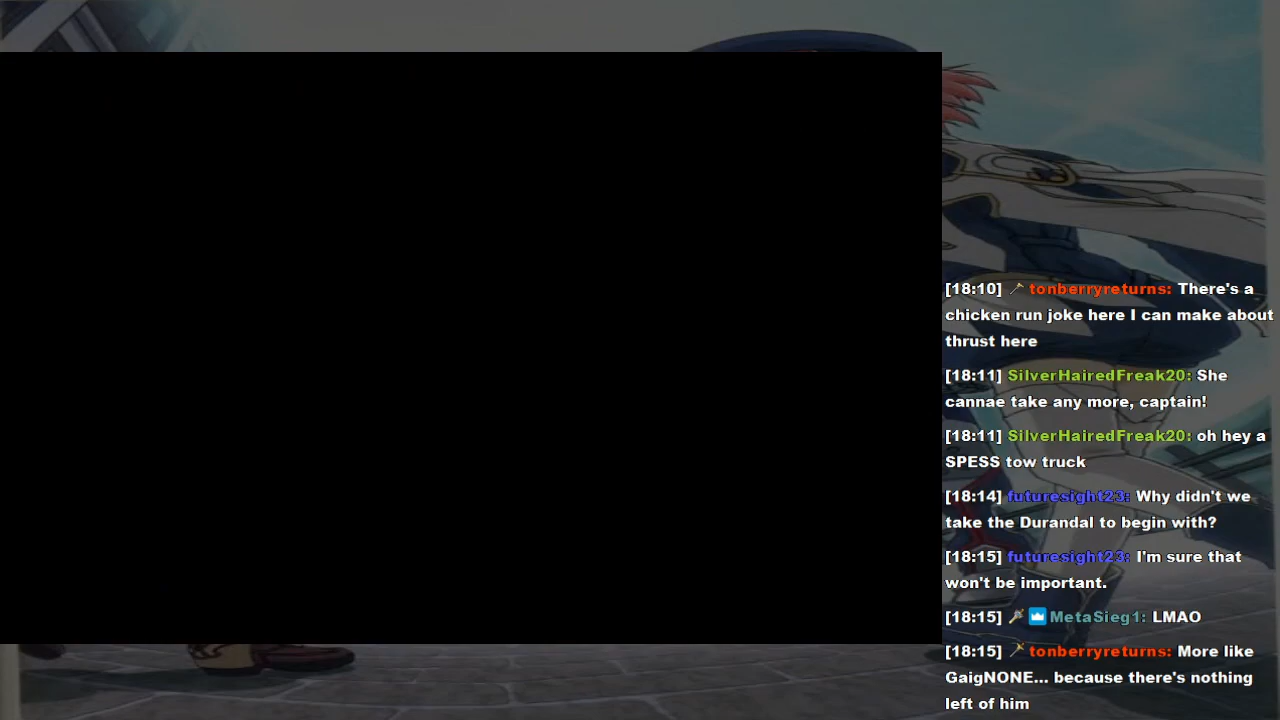 [18:10] tonberryreturns: There's a
chicken run joke here I can make about
thrust here
[18:11] SilverHairedFreak20: She
cannae take any more, captain!
[18:11] SilverHairedFreak20: oh hey a
SPESS tow truck
[18:14] futuresight23: Why didn't we
take the Durandal to begin with?
[18:15] futuresight23: I'm sure that
won't be important.
[18:15] MetaSieg1: LMAO
[18:15] tonberryreturns: More like
GaigNONE... because there's nothing
left of him